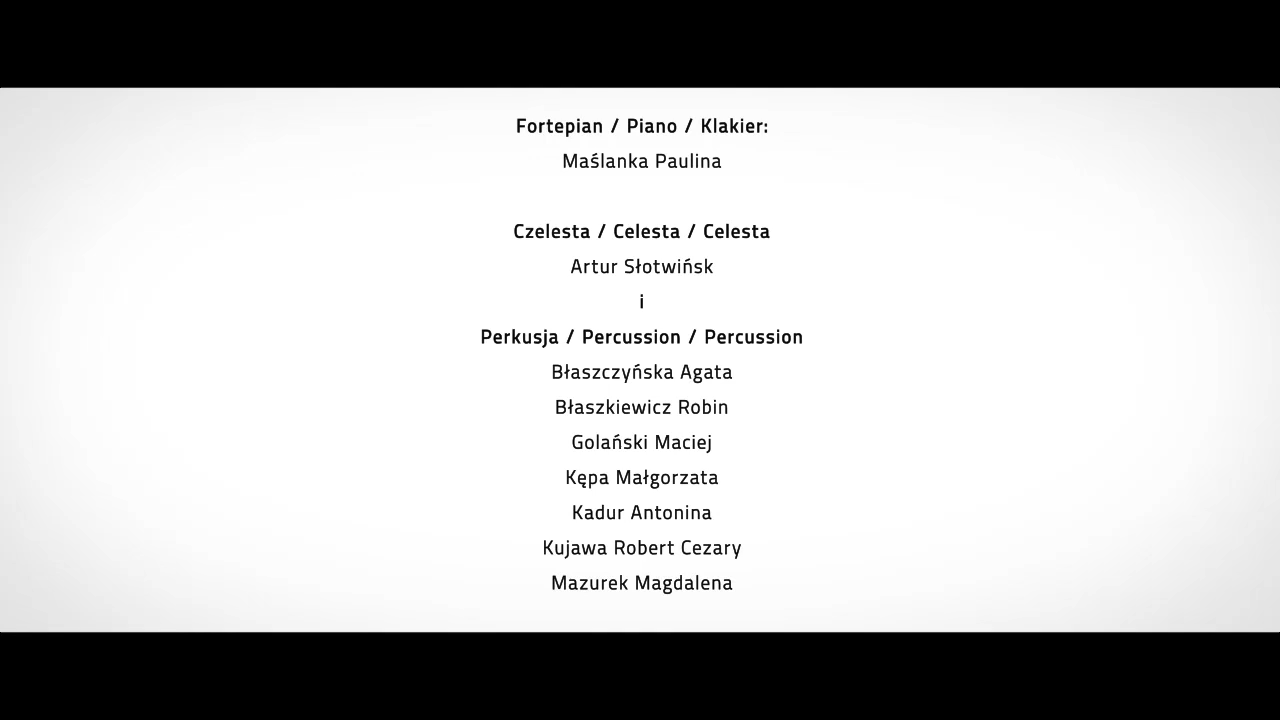 Fortepian / Piano / Klakier:
Maślanka Paulina
Czelesta / Celesta / Celesta
Artur Słotwińsk
i
Perkusja / Percussion / Percussion
Błaszczyńska Agata
Błaszkiewicz Robin
Golański Maciej
Kępa Małgorzata
Kadur Antonina
Kujawa Robert Cezary
Mazurek Magdalena